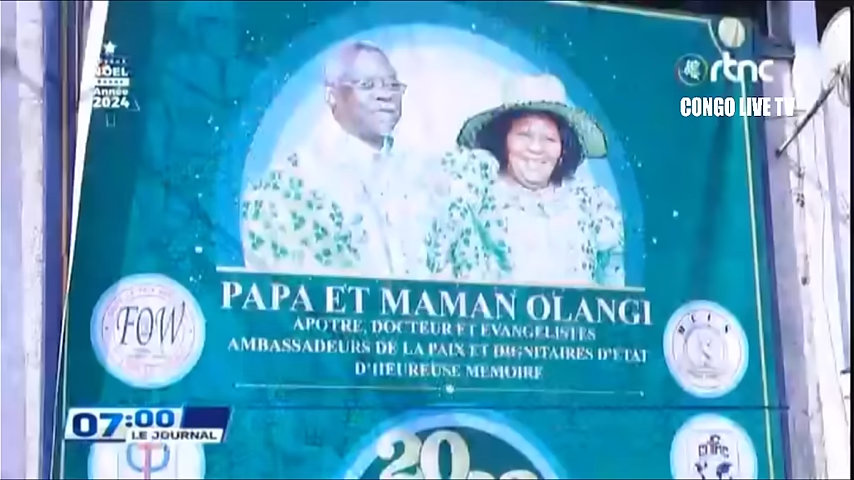 NOËL
Année
2024
rtnc
CONGO LIVE TV
PAPA ET MAMAN OLANGI
APOTRE, DOCTEUR ET EVANGELISTES
AMBASSADEURS DE LA PAIX ET DIGNITAIRES D'ETAT
D'HEUREUSE MEMOIRE
FOW
07:00
LE JOURNAL